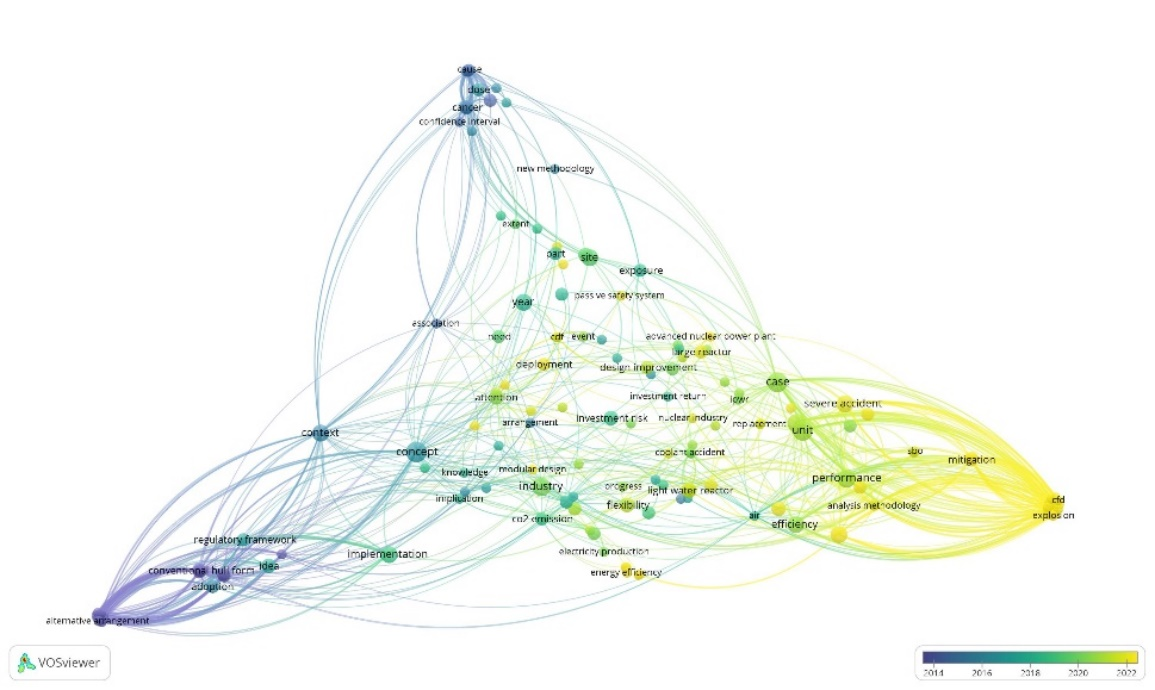 cause
dose
cancer
confidence interval
new methodology
extent
part
site
exposure
year
passive safety system
association
need
cdf
event
advanced nuclear power plant
large reactor
deployment
design improvement
case
attention
investment return
ipwr
severe accident
arrangement
investment risk
nuclear industry
replacement
unit
context
concept
coolant accident
sbo
mitigation
knowledge
modular design
industry
progress
light water reactor
performance
implication
cfd
explosion
co2 emission
flexibility
air
analysis methodology
efficiency
regulatory framework
implementation
electricity production
conventional hull form
idea
energy efficiency
adoption
alternative arrangement
VOSviewer
2014 2016 2018 2020 2022